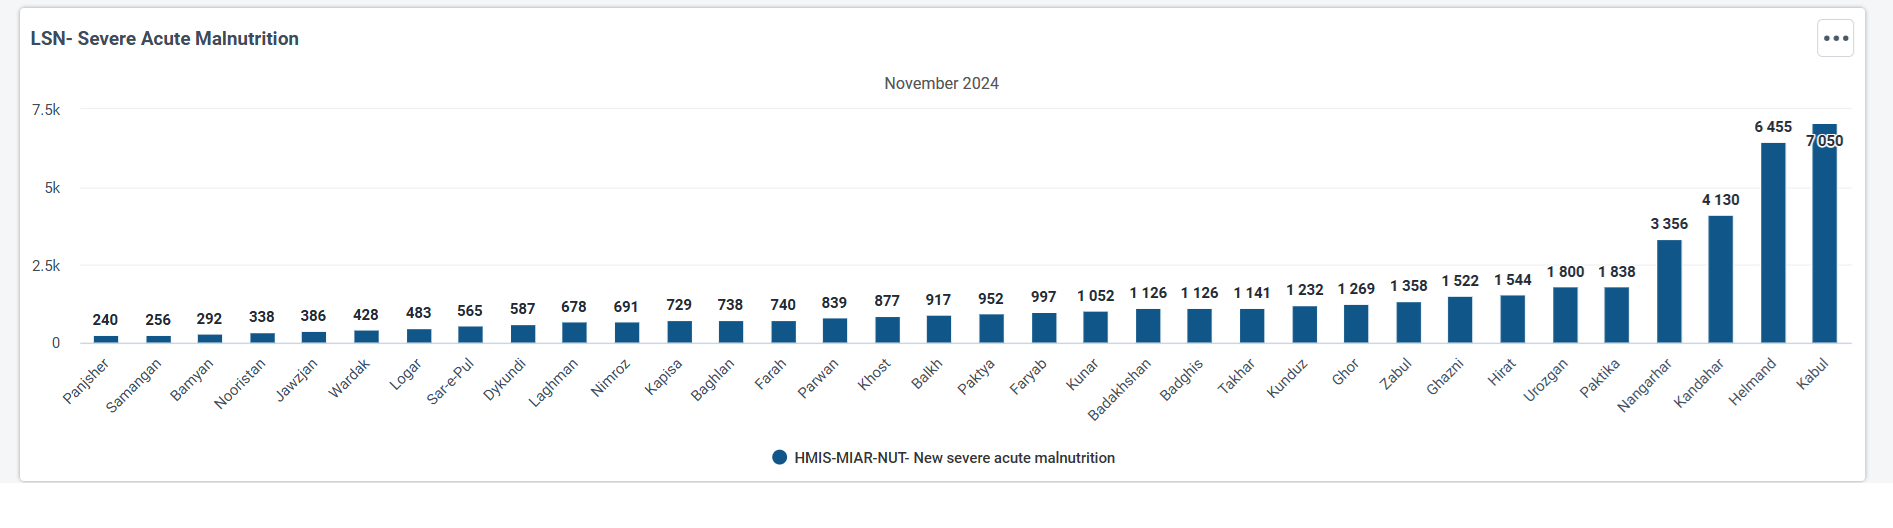 LSN- Severe Acute Malnutrition
November 2024
7.5k
5k
2.5k
0
240 256 292 338 386 428 483 565 587 678 691 729 738 740 839 877 917 952 997 1 052 1 126 1 126 1 141 1 232 1 269 1 358 1 522 1 544 1 800 1 838 3 356 4 130 6 455 7 050
Panjsher Samangan Bamyan Nooristan Jawzjan Wardak Logar Sar-e-Pul Dykundi Laghman Nimroz Kapisa Baghlan Farah Parwan Khost Balkh Paktya Faryab Kunar Badakhshan Badghis Takhar Kunduz Ghor Zabul Ghazni Hirat Urozgan Paktika Nangarhar Kandahar Helmand Kabul
HMIS-MIAR-NUT- New severe acute malnutrition